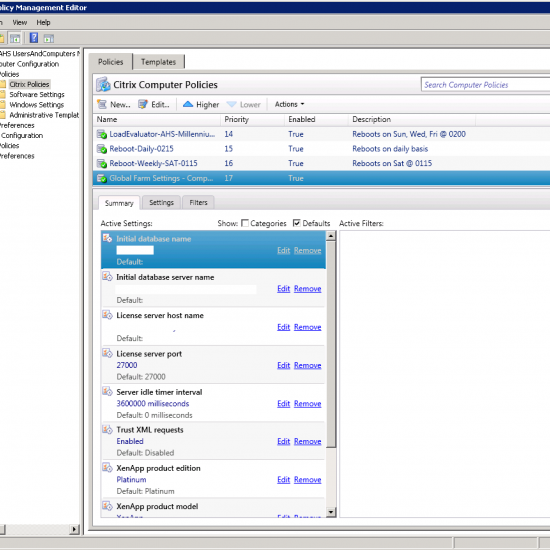 olicy Management Editor
n View Help
AHS UsersAndComputers
outer Configuration
olicies
Citrix Policies
Software Settings
Windows Settings
Administrative Templat
references
Configuration
olicies
references
Policies Templates
Citrix Computer Policies Search Computer Policies
New... Edit... Higher Lower Actions
Name Priority Enabled Description
LoadEvaluator-AHS-Millenniu... 14 True Reboots on Sun, Wed, Fri @ 0200
Reboot-Daily-0215 15 True Reboots on daily basis
Reboot-Weekly-SAT-0115 16 True Reboots on Sat @ 0115
Global Farm Settings - Comp... 17 True
Summary Settings Filters
Active Settings: Show: Categories Defaults Active Filters:
Initial database name
Edit Remove
Default:
Initial database server name
Edit Remove
Default:
License server host name
Edit Remove
Default:
License server port
27000 Edit Remove
Default: 27000
Server idle timer interval
3600000 milliseconds Edit Remove
Default: 0 milliseconds
Trust XML requests
Enabled Edit Remove
Default: Disabled
XenApp product edition
Platinum Edit Remove
Default: Platinum
XenApp product model
XenApp Edit Remove